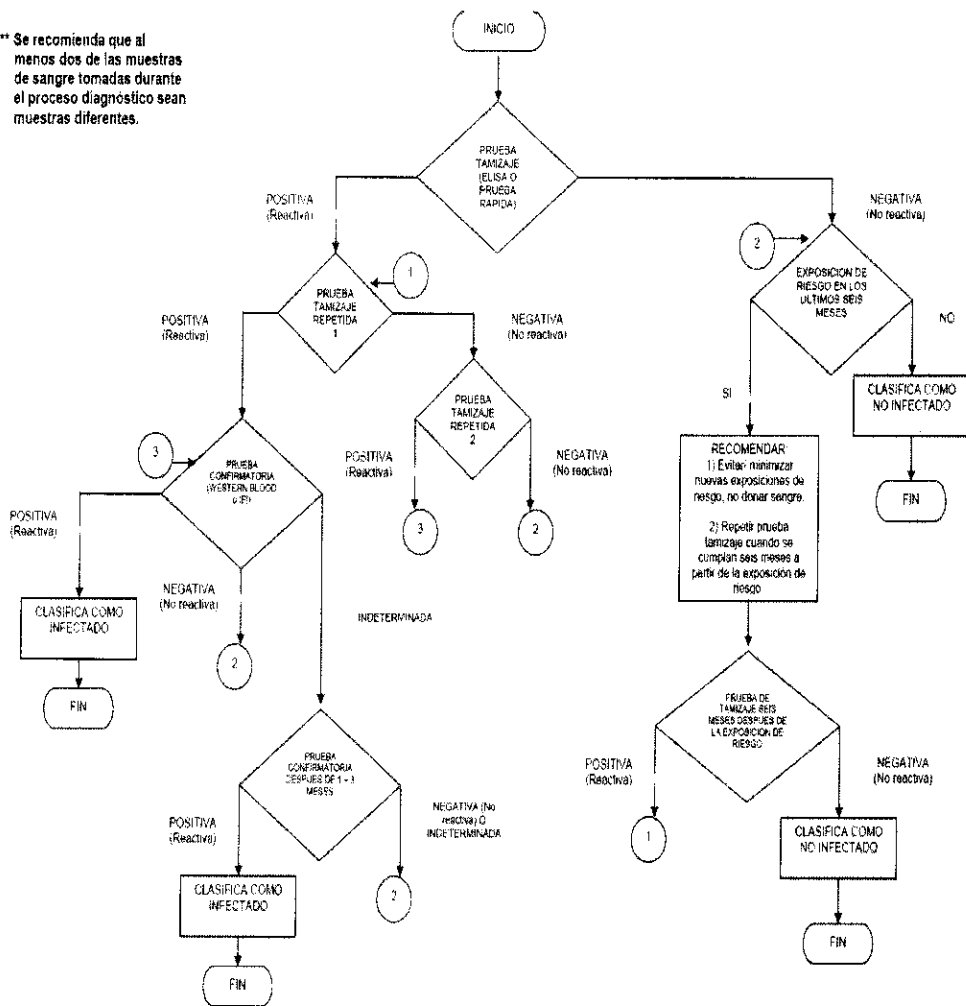 ** Se recomienda que al
menos dos de las muestras
de sangre tomadas durante
el proceso diagnóstico sean
muestras diferentes.
INICIO
PRUEBA
TAMIZAJE
(ELISA O
PRUEBA
RAPIDA)
POSITIVA
(Reactiva)
NEGATIVA
(No reactiva)
1
2
PRUEBA
TAMIZAJE
REPETIDA
1
EXPOSICION DE
RIESGO EN LOS
ULTIMOS SEIS
MESES
POSITIVA
(Reactiva)
NEGATIVA
(No reactiva)
NO
SI
PRUEBA
TAMIZAJE
REPETIDA
2
CLASIFICA COMO
NO INFECTADO
3
PRUEBA
CONFIRMATORIA
(WESTERN BLOOD
POSITIVA
(Reactiva)
NEGATIVA
(No reactiva)
RECOMENDAR:
1) Evitar/ minimizar
nuevas exposiciones de
riesgo, no donar sangre.
2) Repetir prueba
tamizaje cuando se
cumplan seis meses a
partir de la exposición de
riesgo
FIN
POSITIVA
(Reactiva)
3
2
NEGATIVA
(No reactiva)
INDETERMINADA
CLASIFICA COMO
INFECTADO
2
FIN
PRUEBA DE
TAMIZAJE SEIS
MESES DESPUES DE
LA EXPOSICION DE
RIESGO
PRUEBA
CONFIRMATORIA
DESPUES DE 1 - 3
MESES
POSITIVA
(Reactiva)
NEGATIVA
(No reactiva)
POSITIVA
(Reactiva)
NEGATIVA (No
reactiva) O
INDETERMINADA
1
CLASIFICA COMO
NO INFECTADO
CLASIFICA COMO
INFECTADO
2
FIN
FIN